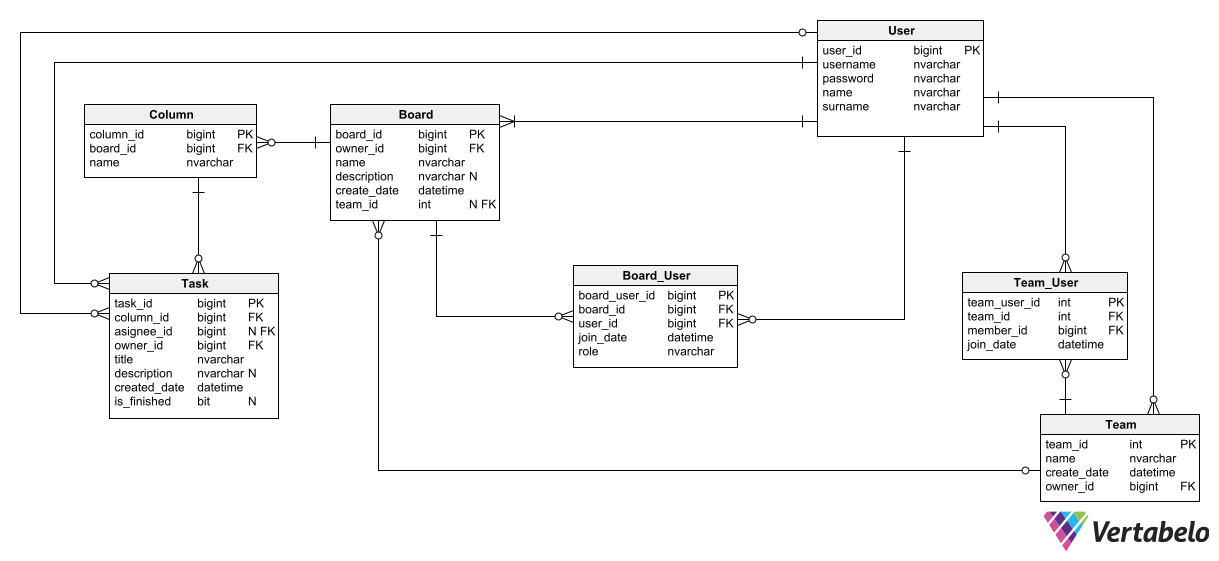 User
user_id bigint PK
username nvarchar
password nvarchar
name nvarchar
surname nvarchar
Column
column_id bigint PK
board_id bigint FK
name nvarchar
Board
board_id bigint PK
owner_id bigint FK
name nvarchar
description nvarchar N
create_date datetime
team_id int N FK
Task
task_id bigint PK
column_id bigint FK
asignee_id bigint N FK
owner_id bigint FK
title nvarchar
description nvarchar N
created_date datetime
is_finished bit N
Board_User
board_user_id bigint PK
board_id bigint FK
user_id bigint FK
join_date datetime
role nvarchar
Team_User
team_user_id int PK
team_id int FK
member_id bigint FK
join_date datetime
Team
team_id int PK
name nvarchar
create_date datetime
owner_id bigint FK
Vertabelo